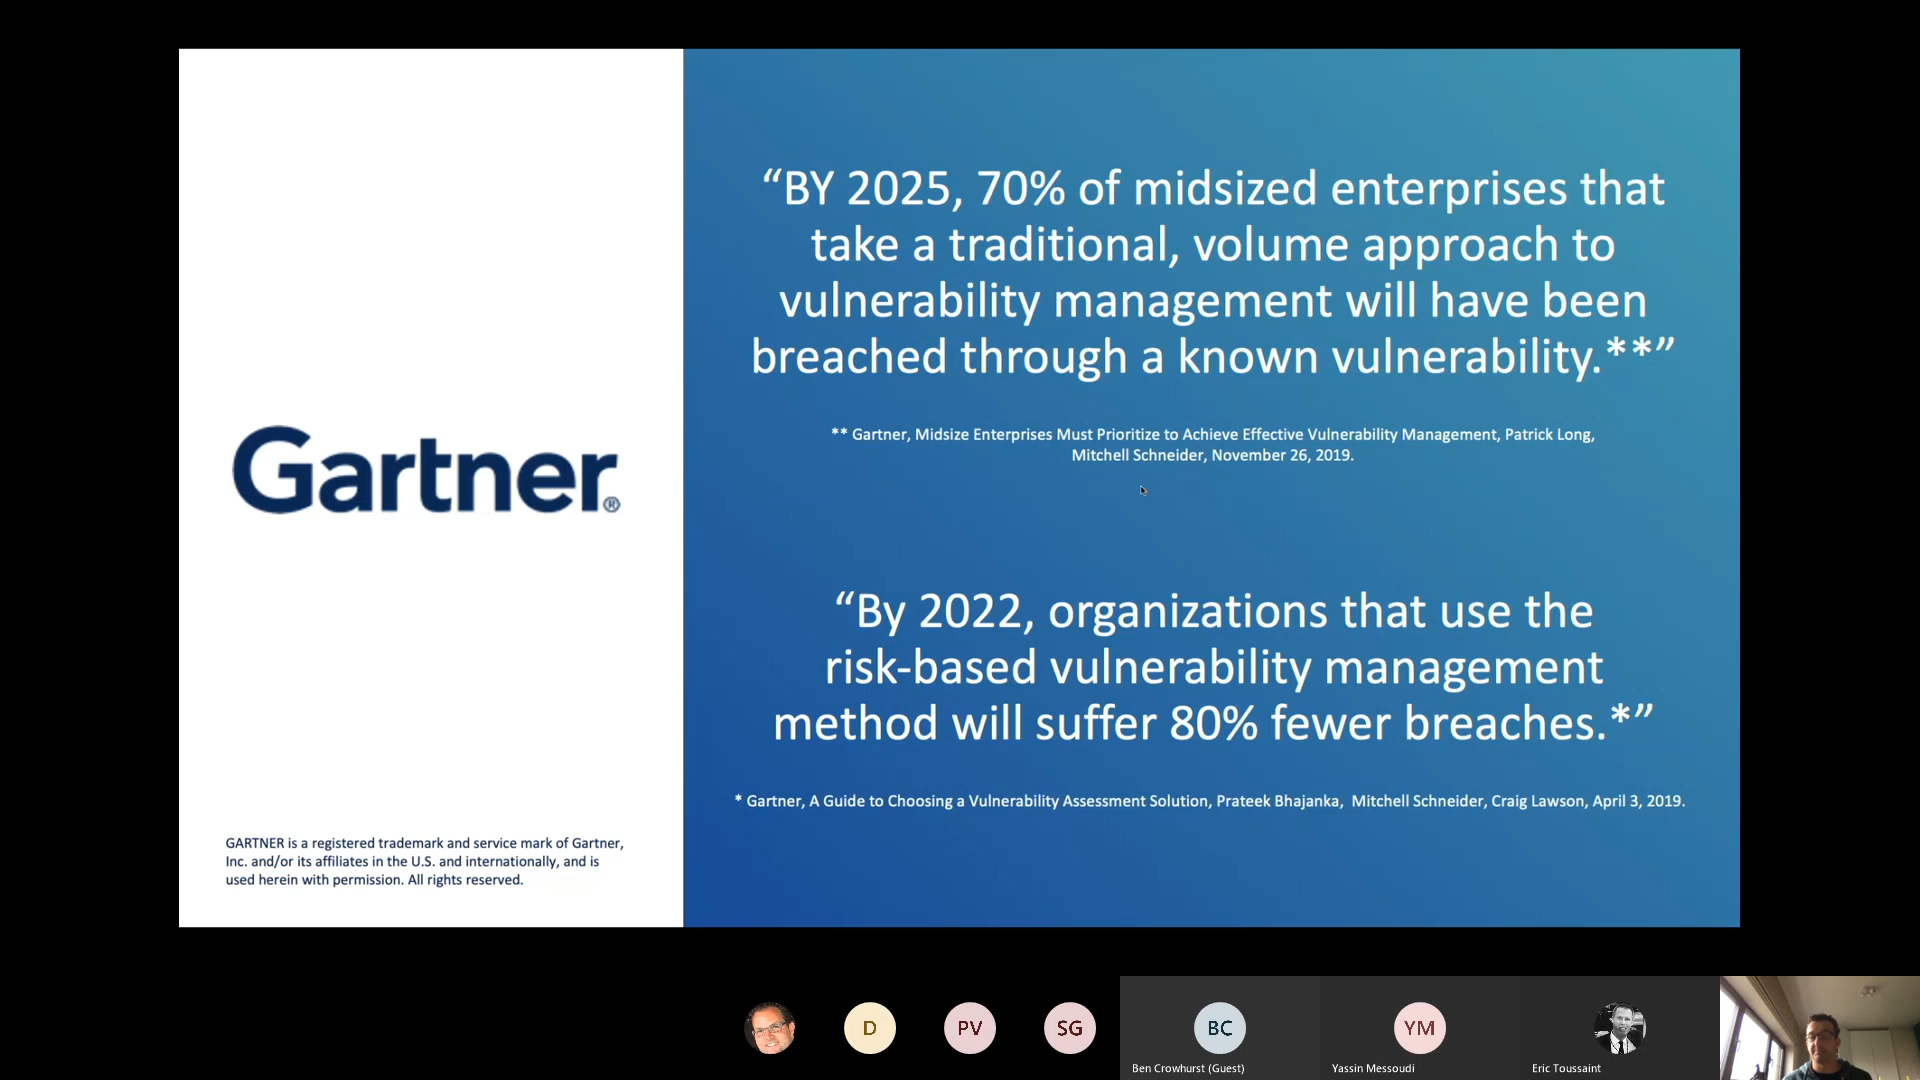 “BY 2025, 70% of midsized enterprises that
take a traditional, volume approach to
vulnerability management will have been
breached through a known vulnerability.**”
** Gartner, Midsize Enterprises Must Prioritize to Achieve Effective Vulnerability Management, Patrick Long,
Mitchell Schneider, November 26, 2019.
Gartner®
“By 2022, organizations that use the
risk-based vulnerability management
method will suffer 80% fewer breaches.*”
* Gartner, A Guide to Choosing a Vulnerability Assessment Solution, Prateek Bhajanka,  Mitchell Schneider, Craig Lawson, April 3, 2019.
GARTNER is a registered trademark and service mark of Gartner,
Inc. and/or its affiliates in the U.S. and internationally, and is
used herein with permission. All rights reserved.
D
PV
SG
BC
YM
Ben Crowhurst (Guest)
Yassin Messoudi
Eric Toussaint